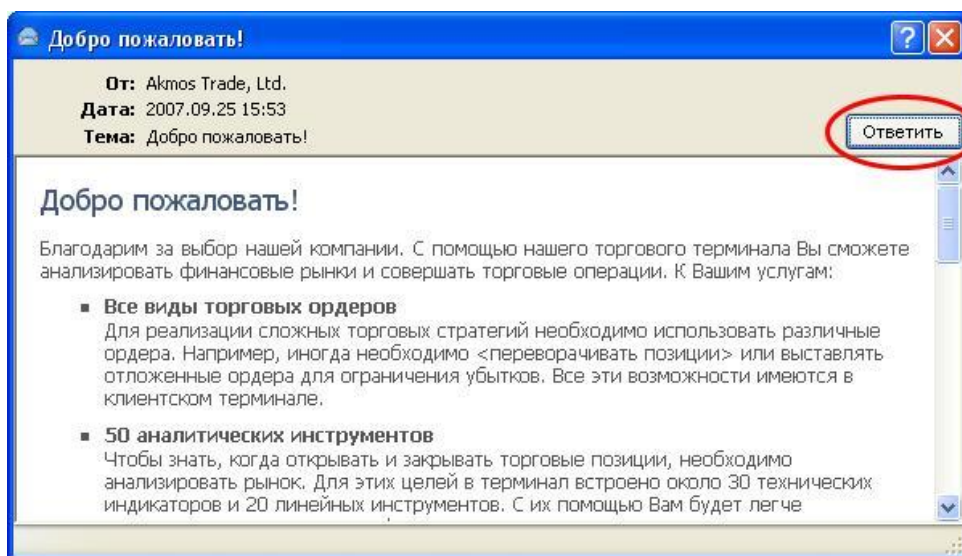 Добро пожаловать!
От: Akmos Trade, Ltd.
Дата: 2007.09.25 15:53
Тема: Добро пожаловать!
Ответить
Добро пожаловать!
Благодарим за выбор нашей компании. С помощью нашего торгового терминала Вы сможете
анализировать финансовые рынки и совершать торговые операции. К Вашим услугам:
▪ Все виды торговых ордеров
Для реализации сложных торговых стратегий необходимо использовать различные
ордера. Например, иногда необходимо <переворачивать позиции> или выставлять
отложенные ордера для ограничения убытков. Все эти возможности имеются в
клиентском терминале.
▪ 50 аналитических инструментов
Чтобы знать, когда открывать и закрывать торговые позиции, необходимо
анализировать рынок. Для этих целей в терминал встроено около 30 технических
индикаторов и 20 линейных инструментов. С их помощью Вам будет легче